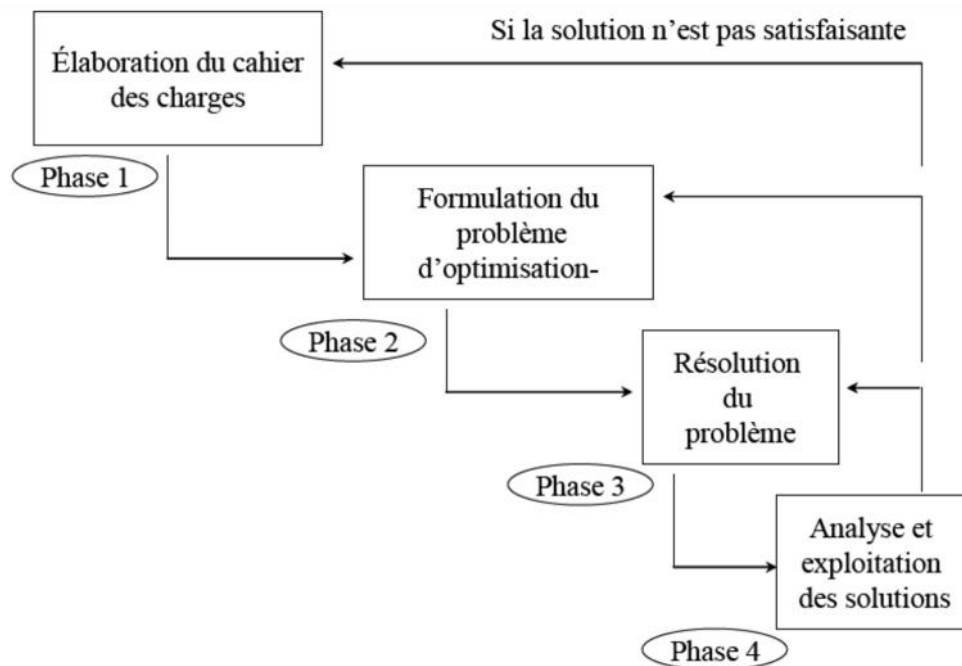 Si la solution n’est pas satisfaisante
Élaboration du cahier
des charges
Phase 1
Formulation du
problème
d’optimisation-
Phase 2
Résolution
du
problème
Phase 3
Analyse et
exploitation
des solutions
Phase 4